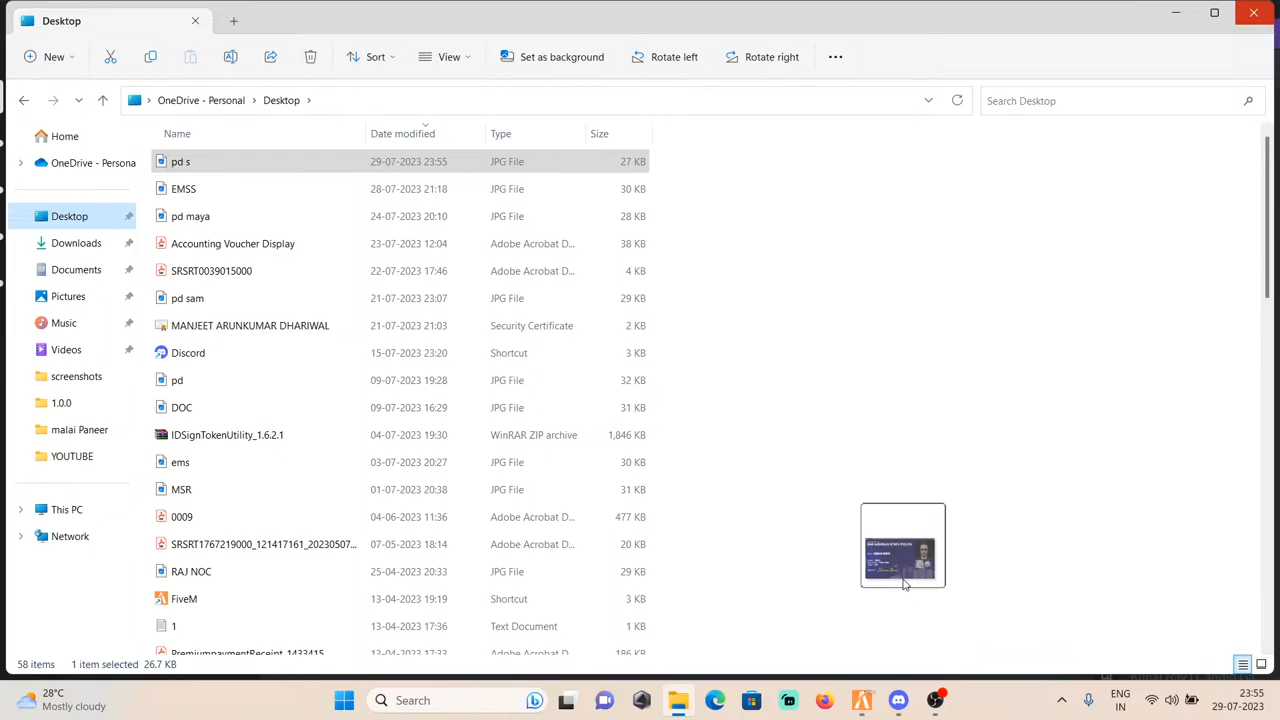 Desktop
New
Sort
View
Set as background
Rotate left
Rotate right
OneDrive - Personal > Desktop >
Search Desktop
Name Date modified Type Size
Home
OneDrive - Persona
Desktop
Downloads
Documents
Pictures
Music
Videos
screenshots
1.0.0
malai Paneer
YOUTUBE
This PC
Network
pd s 29-07-2023 23:55 JPG File 27 KB
EMSS 28-07-2023 21:18 JPG File 30 KB
pd maya 24-07-2023 20:10 JPG File 28 KB
Accounting Voucher Display 23-07-2023 12:04 Adobe Acrobat D... 38 KB
SRSRT0039015000 22-07-2023 17:46 Adobe Acrobat D... 4 KB
pd sam 21-07-2023 23:07 JPG File 29 KB
MANJEET ARUNKUMAR DHARIWAL 21-07-2023 21:03 Security Certificate 2 KB
Discord 15-07-2023 23:20 Shortcut 3 KB
pd 09-07-2023 19:28 JPG File 32 KB
DOC 09-07-2023 16:29 JPG File 31 KB
IDSignTokenUtility_1.6.2.1 04-07-2023 19:30 WinRAR ZIP archive 1,846 KB
ems 03-07-2023 20:27 JPG File 30 KB
MSR 01-07-2023 20:38 JPG File 31 KB
0009 04-06-2023 11:36 Adobe Acrobat D... 477 KB
SRSRT1767219000_121417161_20230507... 07-05-2023 18:14 Adobe Acrobat D... 20 KB
RAJ NOC 25-04-2023 20:33 JPG File 29 KB
FiveM 13-04-2023 19:19 Shortcut 3 KB
1 13-04-2023 17:36 Text Document 1 KB
PremiumpaymentReceipt_1433415 13-04-2023 17:33 Adobe Acrobat D... 186 KB
58 items 1 item selected 26.7 KB
28°C
Mostly cloudy
Search
ENG
IN
23:55
29-07-2023